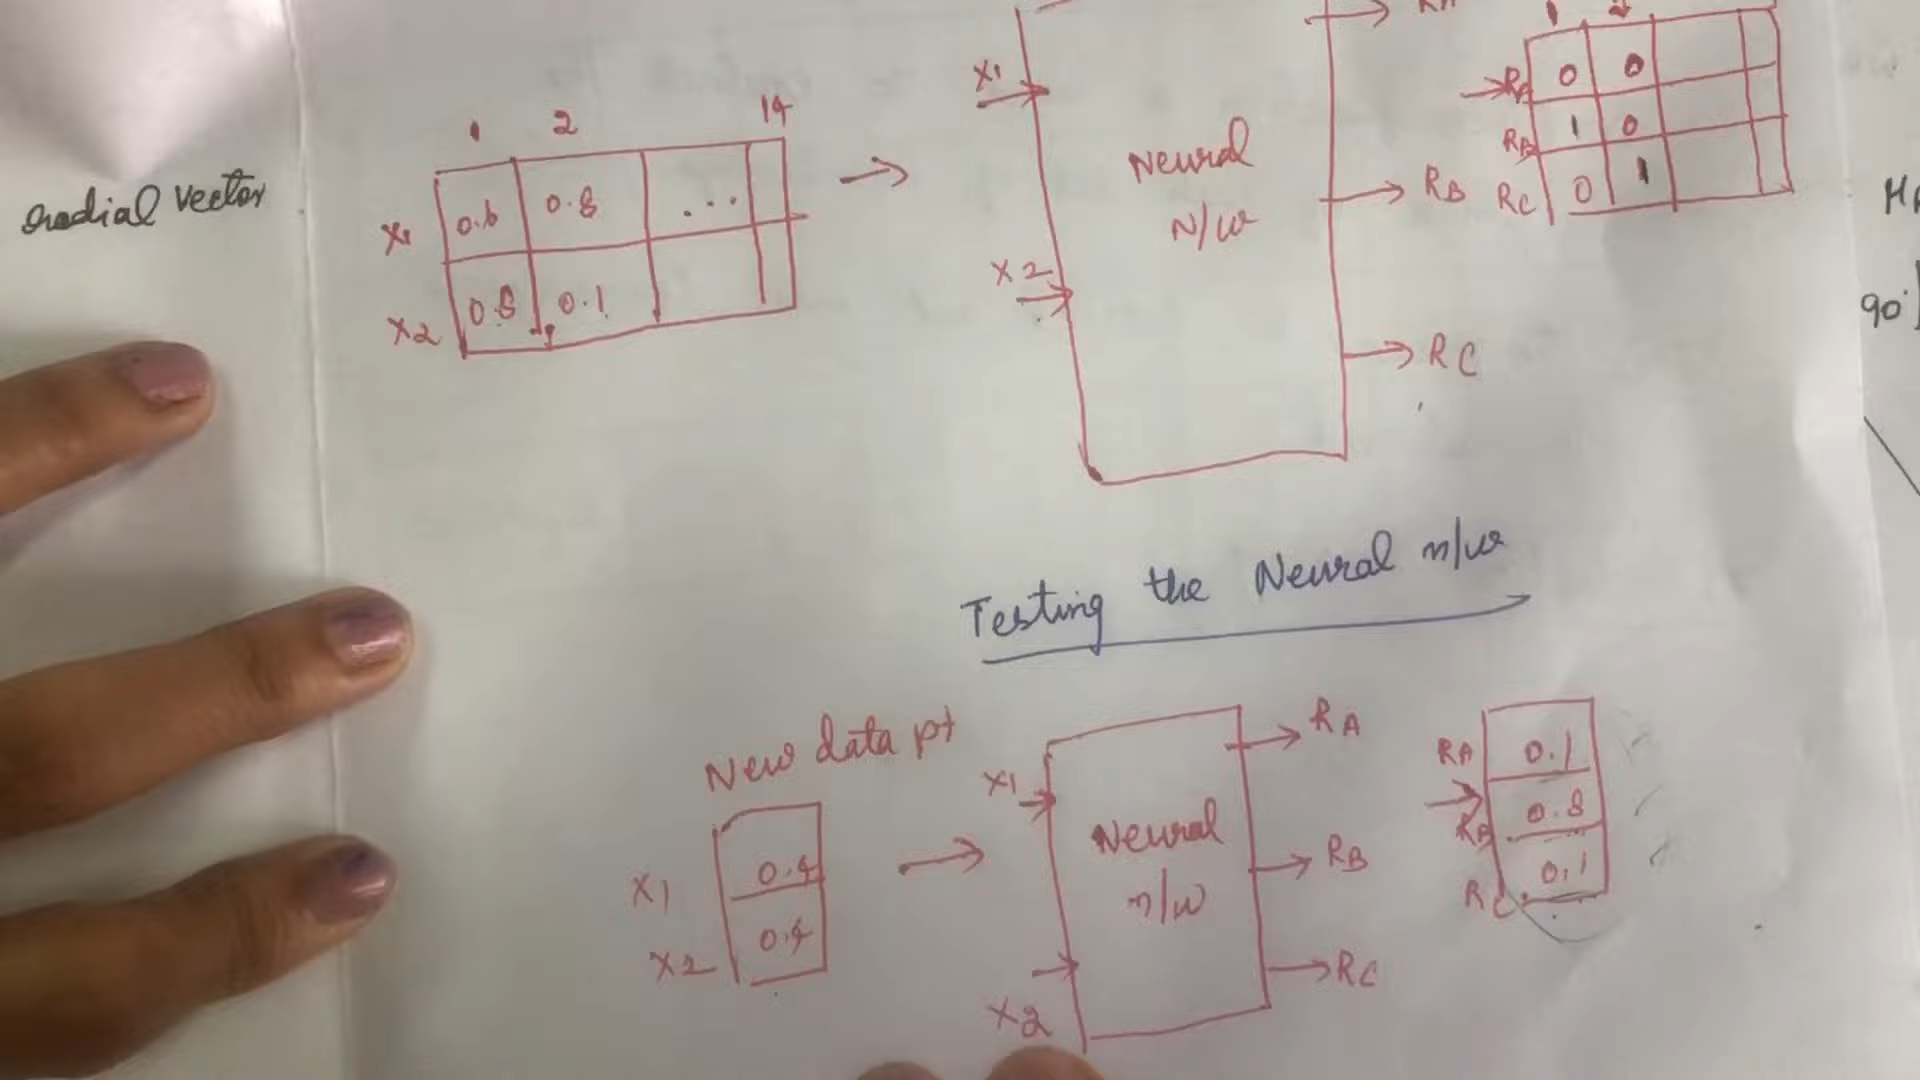 radial vector
1 2 14
X1 0.6 0.8 ...
X2 0.8 0.1
X1
X2
Neural
N/w
RB
RC
1 2
RA 0 0
RB 1 0
RC 0 1
90°
Testing the Neural n/w
New data pt
X1 0.4
X2 0.4
X1
X2
Neural
n/w
RA
RB
RC
RA 0.1
RB 0.8
RC 0.1